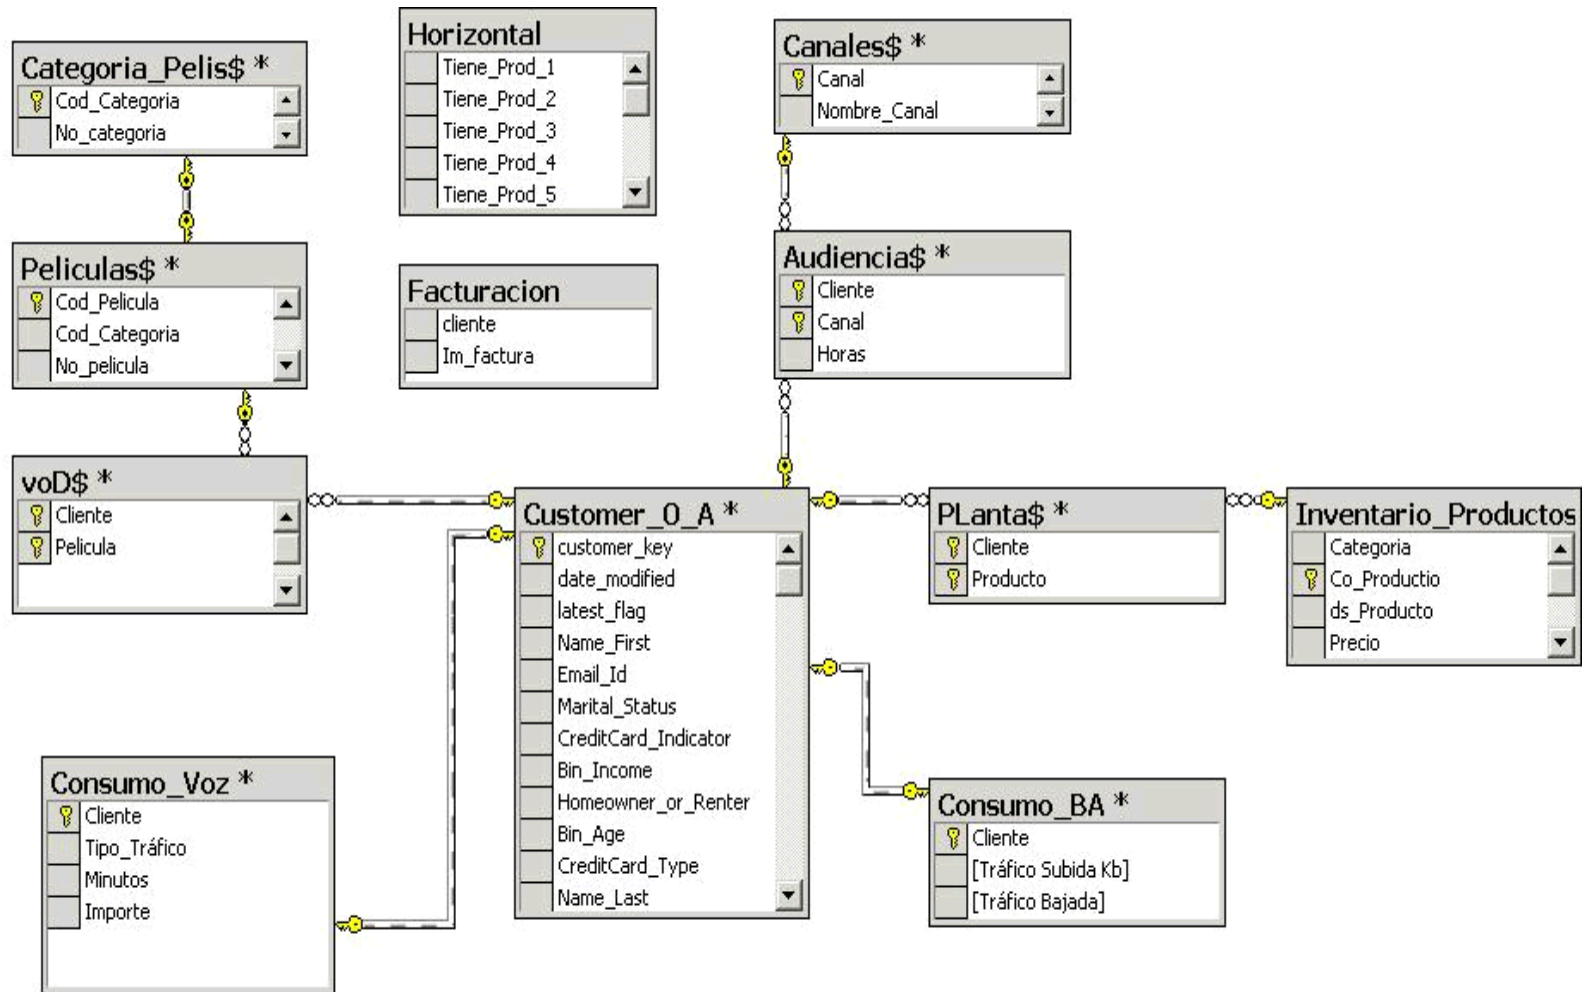 Categoria_Pelis$ *
Cod_Categoria
No_categoria
Horizontal
Tiene_Prod_1
Tiene_Prod_2
Tiene_Prod_3
Tiene_Prod_4
Tiene_Prod_5
Canales$ *
Canal
Nombre_Canal
Peliculas$ *
Cod_Pelicula
Cod_Categoria
No_pelicula
Facturacion
cliente
Im_factura
Audiencia$ *
Cliente
Canal
Horas
voD$ *
Cliente
Pelicula
Customer_O_A *
customer_key
date_modified
latest_flag
Name_First
Email_Id
Marital_Status
CreditCard_Indicator
Bin_Income
Homeowner_or_Renter
Bin_Age
CreditCard_Type
Name_Last
PLanta$ *
Cliente
Producto
Inventario_Productos
Categoria
Co_Productio
ds_Producto
Precio
Consumo_Voz *
Cliente
Tipo_Tráfico
Minutos
Importe
Consumo_BA *
Cliente
[Tráfico Subida Kb]
[Tráfico Bajada]